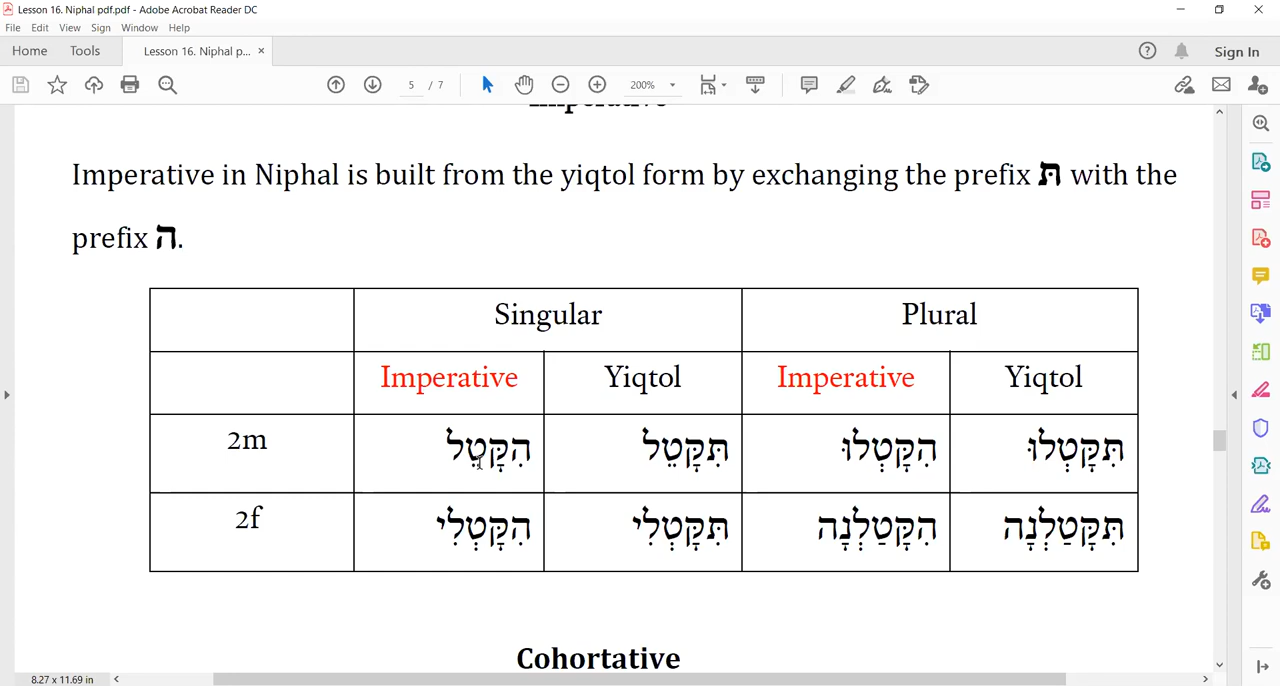 Lesson 16. Niphal pdf.pdf - Adobe Acrobat Reader DC
File Edit View Sign Window Help
Home Tools Lesson 16. Niphal p... × Sign In
5 / 7 200%
Imperative
Imperative in Niphal is built from the yiqtol form by exchanging the prefix תּ with the
prefix ה.
Singular Plural
Imperative Yiqtol Imperative Yiqtol
2m הִקָּטֵל תִּקָּטֵל הִקָּטְלוּ תִּקָּטְלוּ
2f הִקָּטְלִי תִּקָּטְלִי הִקָּטַלְנָה תִּקָּטַלְנָה
Cohortative
8.27 x 11.69 in